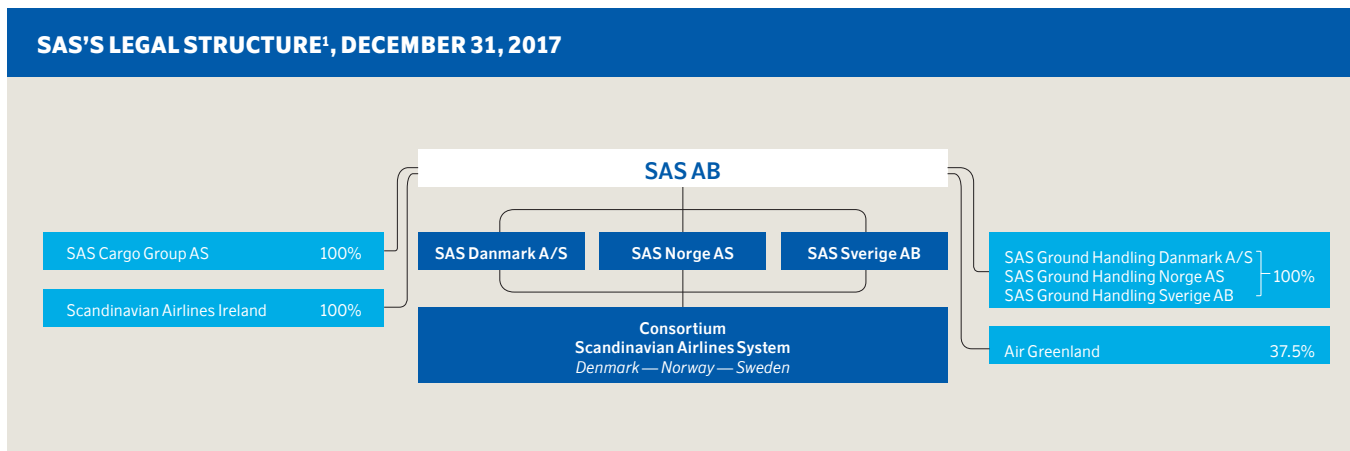 SAS'S LEGAL STRUCTURE¹, DECEMBER 31, 2017
SAS AB
SAS Cargo Group AS 100%
Scandinavian Airlines Ireland 100%
SAS Danmark A/S
SAS Norge AS
SAS Sverige AB
Consortium
Scandinavian Airlines System
Denmark — Norway — Sweden
SAS Ground Handling Danmark A/S
SAS Ground Handling Norge AS 100%
SAS Ground Handling Sverige AB
Air Greenland 37.5%